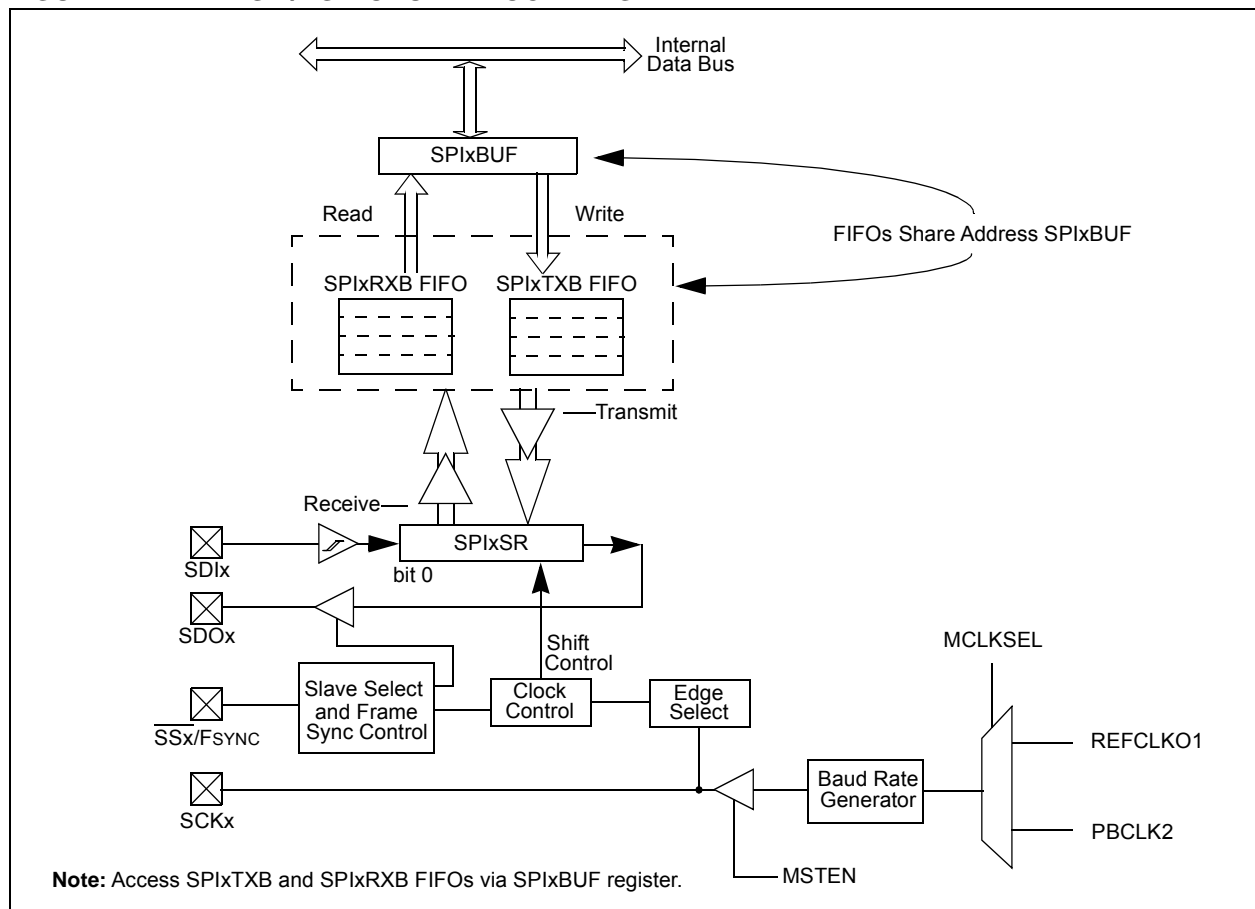 Internal
Data Bus
SPIxBUF
Read
Write
FIFOs Share Address SPIxBUF
SPIxRXB FIFO
SPIxTXB FIFO
Transmit
Receive
SDIx
SPIxSR
bit 0
SDOx
Shift
Control
MCLKSEL
Slave Select
and Frame
Sync Control
Clock
Control
Edge
Select
SSx/FSYNC
REFCLKO1
Baud Rate
Generator
SCKx
PBCLK2
MSTEN
Note: Access SPIxTXB and SPIxRXB FIFOs via SPIxBUF register.